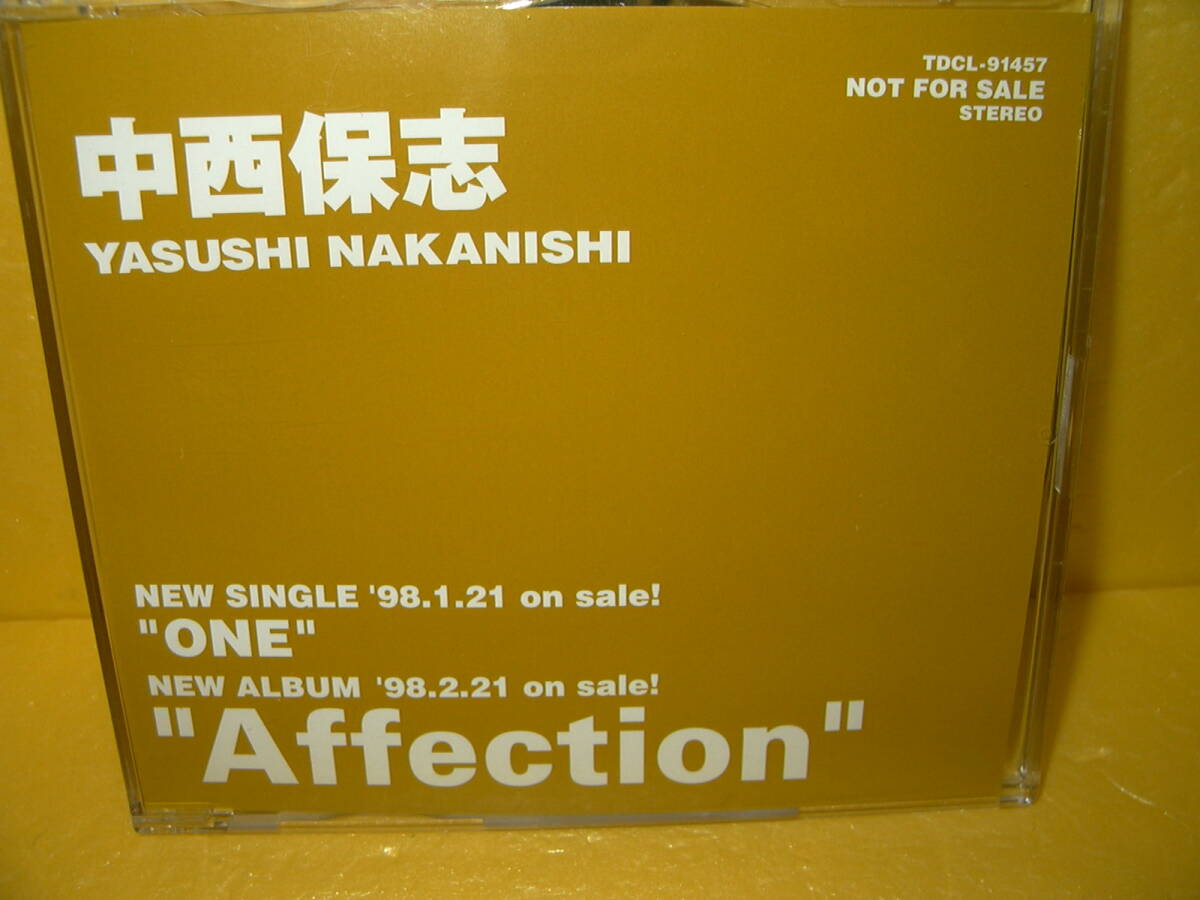 TDCL-91457
NOT FOR SALE
STEREO
中西保志
YASUSHI NAKANISHI
NEW SINGLE '98.1.21 on sale!
"ONE"
NEW ALBUM '98.2.21 on sale!
"Affection"